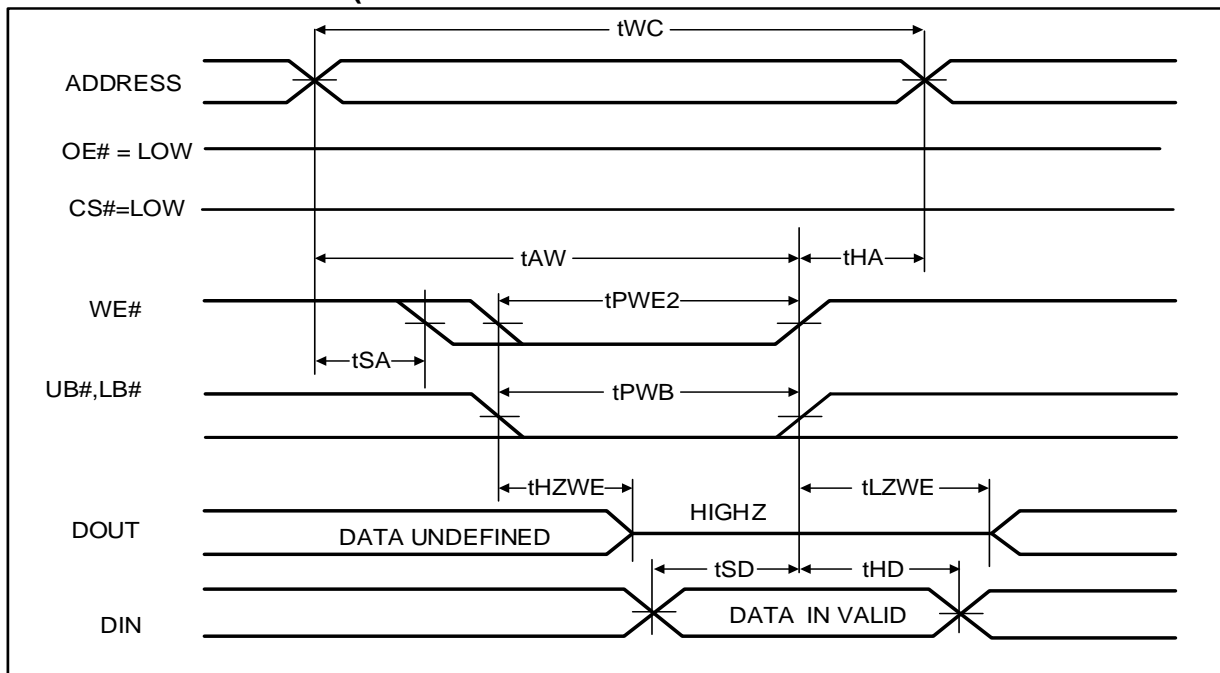 tWC
ADDRESS
OE# = LOW
CS#=LOW
tAW
tHA
WE#
tPWE2
tSA
UB#,LB#
tPWB
tHZWE
tLZWE
DOUT
DATA UNDEFINED
HIGHZ
tSD
tHD
DIN
DATA IN VALID